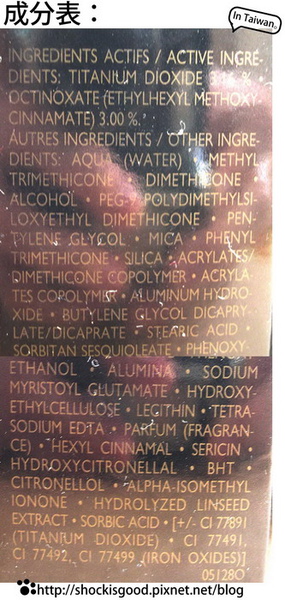 成分表：
In Taiwan
INGREDIENTS ACTIFS / ACTIVE INGRE-
DIENTS: TITANIUM DIOXIDE %
OCTINOXATE (ETHYLHEXYL METHOXY-
CINNAMATE) 3.00 %.
AUTRES INGREDIENTS / OTHER INGRE-
DIENTS: AQUA (WATER) • METHYL
TRIMETHICONE • DIMETHICONE •
ALCOHOL • PEG-9 POLYDIMETHYLSI-
LOXYETHYL DIMETHICONE • PEN-
TYLENE GLYCOL • MICA • PHENYL
TRIMETHICONE • SILICA • ACRYLATES/
DIMETHICONE COPOLYMER • ACRYLA-
TES COPOLYMER • ALUMINUM HYDRO-
XIDE • BUTYLENE GLYCOL DICAPRY-
LATE/DICAPRATE • STEARIC ACID •
SORBITAN SESQUIOLEATE • PHENOXY-
ETHANOL • ALUMINA • SODIUM
MYRISTOYL GLUTAMATE • HYDROXY-
ETHYLCELLULOSE • LECITHIN • TETRA-
SODIUM EDTA • PARFUM (FRAGRAN-
CE) • HEXYL CINNAMAL • SERICIN •
HYDROXYCITRONELLAL • BHT •
CITRONELLOL • ALPHA-ISOMETHYL
IONONE • HYDROLYZED LINSEED
EXTRACT • SORBIC ACID • [+/- CI 77891
(TITANIUM DIOXIDE) • CI 77491,
CI 77492, CI 77499 (IRON OXIDES)]
051280
http://shockisgood.pixnet.net/blog